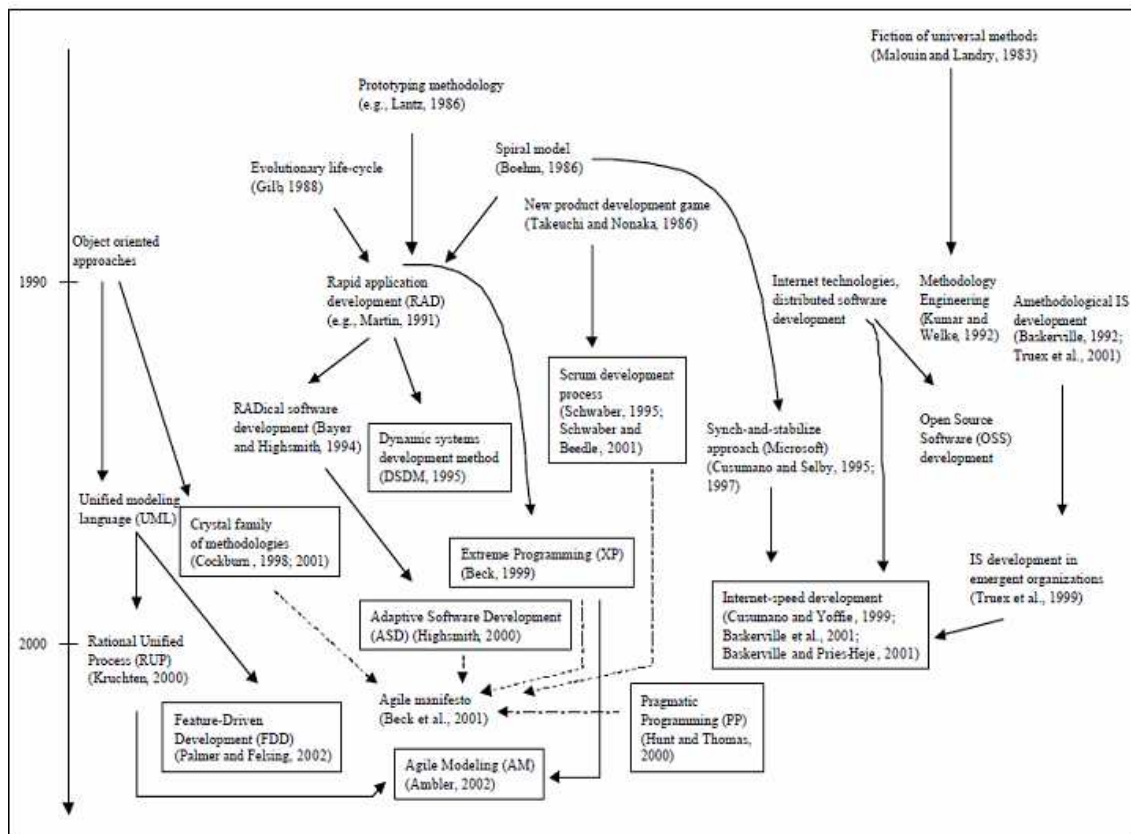 Fiction of universal methods
(Malouin and Landry, 1983)
Prototyping methodology
(e.g., Lantz, 1986)
Spiral model
(Boehm, 1986)
Evolutionary life-cycle
(Gilb, 1988)
New product development game
(Takeuchi and Nonaka, 1986)
Object oriented
approaches
1990
Rapid application
development (RAD)
(e.g., Martin, 1991)
Internet technologies,
distributed software
development
Methodology
Engineering
(Kumar and
Welke, 1992)
Amethodological IS
development
(Baskerville, 1992;
Truex et al., 2001)
Scrum development
process
(Schwaber, 1995;
Schwaber and
Beedle, 2001)
RADical software
development (Bayer
and Highsmith, 1994)
Dynamic systems
development method
(DSDM, 1995)
Synch-and-stabilize
approach (Microsoft)
(Cusumano and Selby, 1995;
1997)
Open Source
Software (OSS)
development
Unified modeling
language (UML)
Crystal family
of methodologies
(Cockburn, 1998; 2001)
Extreme Programming (XP)
(Beck, 1999)
IS development in
emergent organizations
(Truex et al., 1999)
Internet-speed development
(Cusumano and Yoffie, 1999;
Baskerville et al., 2001;
Baskerville and Pries-Heje, 2001)
Adaptive Software Development
(ASD) (Highsmith, 2000)
2000
Rational Unified
Process (RUP)
(Kruchten, 2000)
Agile manifesto
(Beck et al., 2001)
Pragmatic
Programming (PP)
(Hunt and Thomas,
2000)
Feature-Driven
Development (FDD)
(Palmer and Felsing, 2002)
Agile Modeling (AM)
(Ambler, 2002)